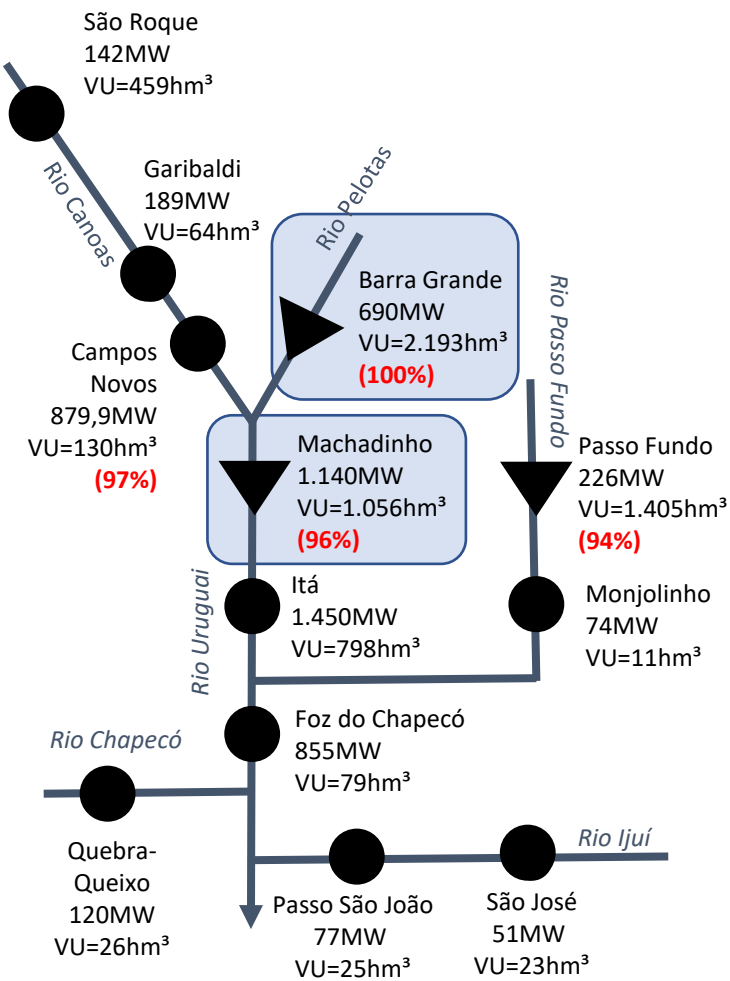 São Roque
142MW
VU=459hm³
Rio Canoas
Garibaldi
189MW
VU=64hm³
Rio Pelotas
Barra Grande
690MW
VU=2.193hm³
(100%)
Campos
Novos
879,9MW
VU=130hm³
(97%)
Machadinho
1.140MW
VU=1.056hm³
(96%)
Rio Passo Fundo
Passo Fundo
226MW
VU=1.405hm³
(94%)
Rio Uruguai
Itá
1.450MW
VU=798hm³
Monjolinho
74MW
VU=11hm³
Foz do Chapecó
855MW
VU=79hm³
Rio Chapecó
Quebra-
Queixo
120MW
VU=26hm³
Rio Ijuí
Passo São João
77MW
VU=25hm³
São José
51MW
VU=23hm³